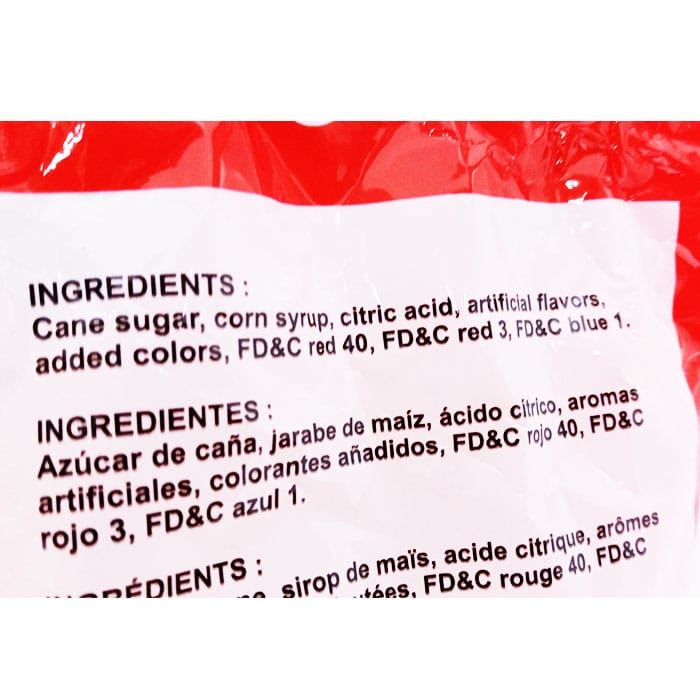 INGREDIENTS :
Cane sugar, corn syrup, citric acid, artificial flavors,
added colors, FD&C red 40, FD&C red 3, FD&C blue 1.
INGREDIENTES :
Azúcar de caña, jarabe de maíz, ácido cítrico, aromas
artificiales, colorantes añadidos, FD&C rojo 40, FD&C
rojo 3, FD&C azul 1.
INGRÉDIENTS :
sirop de maïs, acide citrique, arômes
FD&C rouge 40, FD&C